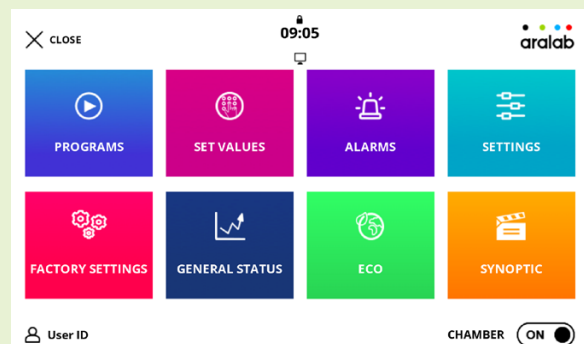 CLOSE
09:05
aralab
PROGRAMS
SET VALUES
ALARMS
SETTINGS
FACTORY SETTINGS
GENERAL STATUS
ECO
SYNOPTIC
User ID
CHAMBER ON